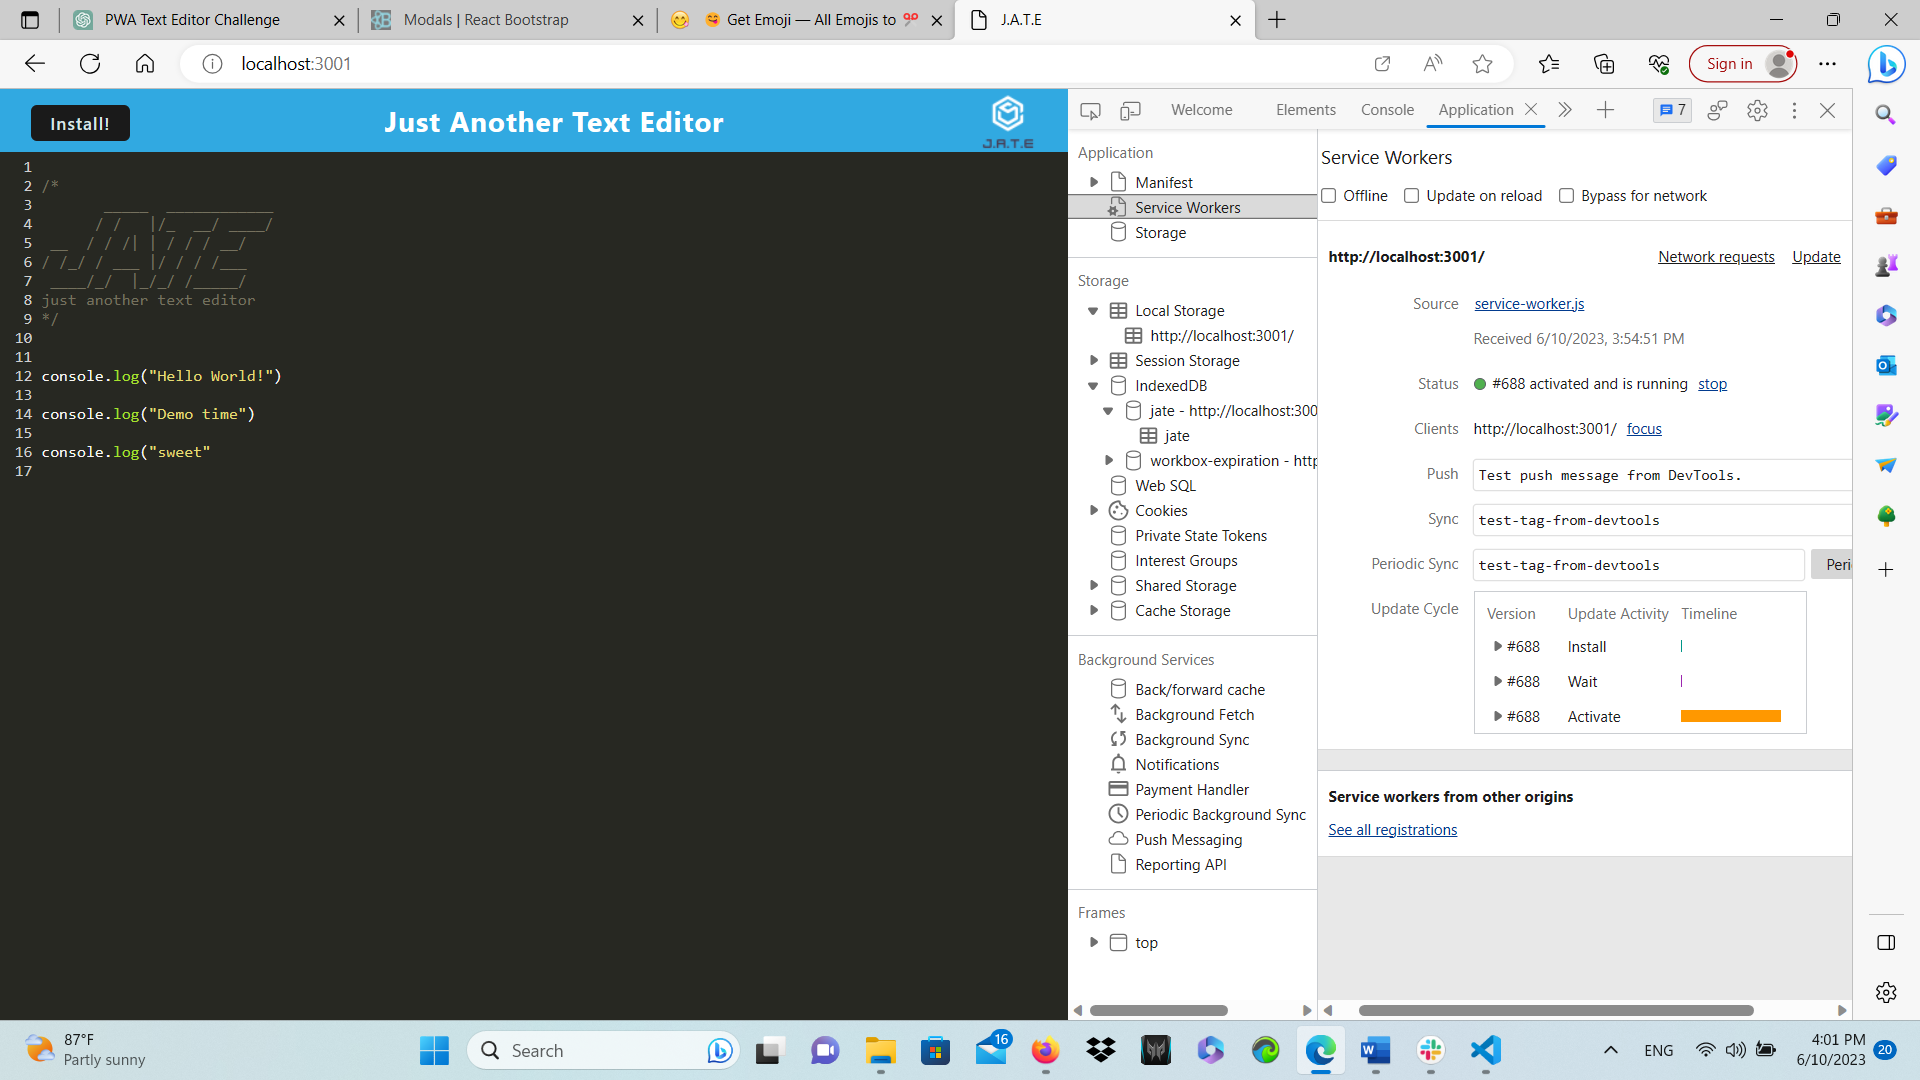 PWA Text Editor Challenge
Modals | React Bootstrap
Get Emoji — All Emojis to
J.A.T.E
localhost:3001
Sign in
Install!
Just Another Text Editor
J.A.T.E
1
2 /*
3      _____  ____________
4      / /   |/_  __/ ____/
5 __  / / /| | / / / __/
6 / /_/ / ___ |/ / / /___
7 ____/_/  |_/_/ /_____/
8 just another text editor
9 */
10
11
12 console.log("Hello World!")
13
14 console.log("Demo time")
15
16 console.log("sweet"
17
Welcome Elements Console Application 7
Application
Manifest
Service Workers
Storage
Storage
Local Storage
http://localhost:3001/
Session Storage
IndexedDB
jate - http://localhost:300
jate
workbox-expiration - http
Web SQL
Cookies
Private State Tokens
Interest Groups
Shared Storage
Cache Storage
Background Services
Back/forward cache
Background Fetch
Background Sync
Notifications
Payment Handler
Periodic Background Sync
Push Messaging
Reporting API
Frames
top
Service Workers
Offline Update on reload Bypass for network
http://localhost:3001/ Network requests Update
Source service-worker.js
Received 6/10/2023, 3:54:51 PM
Status #688 activated and is running stop
Clients http://localhost:3001/ focus
Push Test push message from DevTools.
Sync test-tag-from-devtools
Periodic Sync test-tag-from-devtools Peri
Update Cycle Version Update Activity Timeline
#688 Install
#688 Wait
#688 Activate
Service workers from other origins
See all registrations
87°F
Partly sunny
Search
16
ENG
4:01 PM
6/10/2023
20